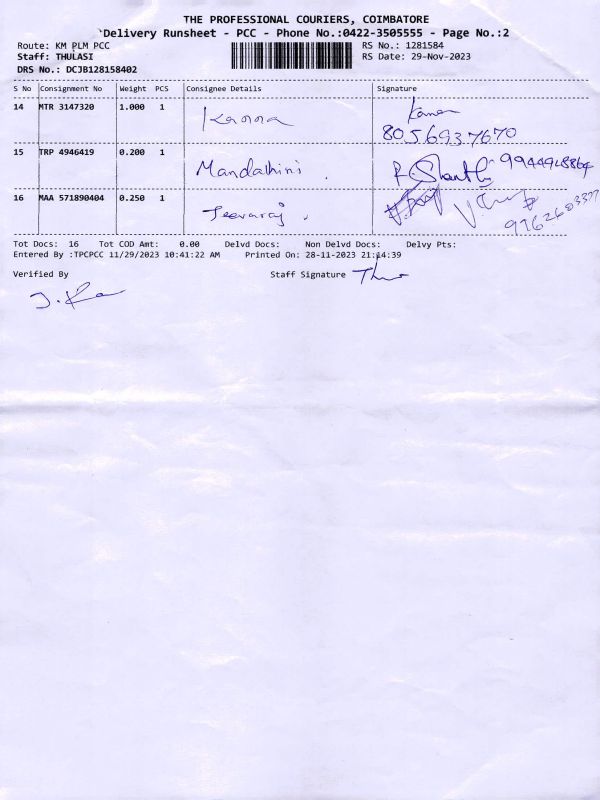 THE PROFESSIONAL COURIERS, COIMBATORE
Delivery Runsheet - PCC - Phone No.:0422-3505555 - Page No.:2
Route: KM PLM PCC RS No.: 1281584
Staff: THULASI RS Date: 29-Nov-2023
DRS No.: DCJB128158402
S No Consignment No Weight PCS Consignee Details Signature
14 MTR 3147320 1.000 1 Kanna Kanna
8056937670
15 TRP 4946419 0.200 1 Mandathini. R. Shanthi
16 MAA 571890404 0.250 1 Jeevaraj.
Tot Docs: 16 Tot COD Amt: 0.00 Delvd Docs: Non Delvd Docs: Delvy Pts:
Entered By :TPCPCC 11/29/2023 10:41:22 AM Printed On: 28-11-2023 21:14:39
Verified By Staff Signature